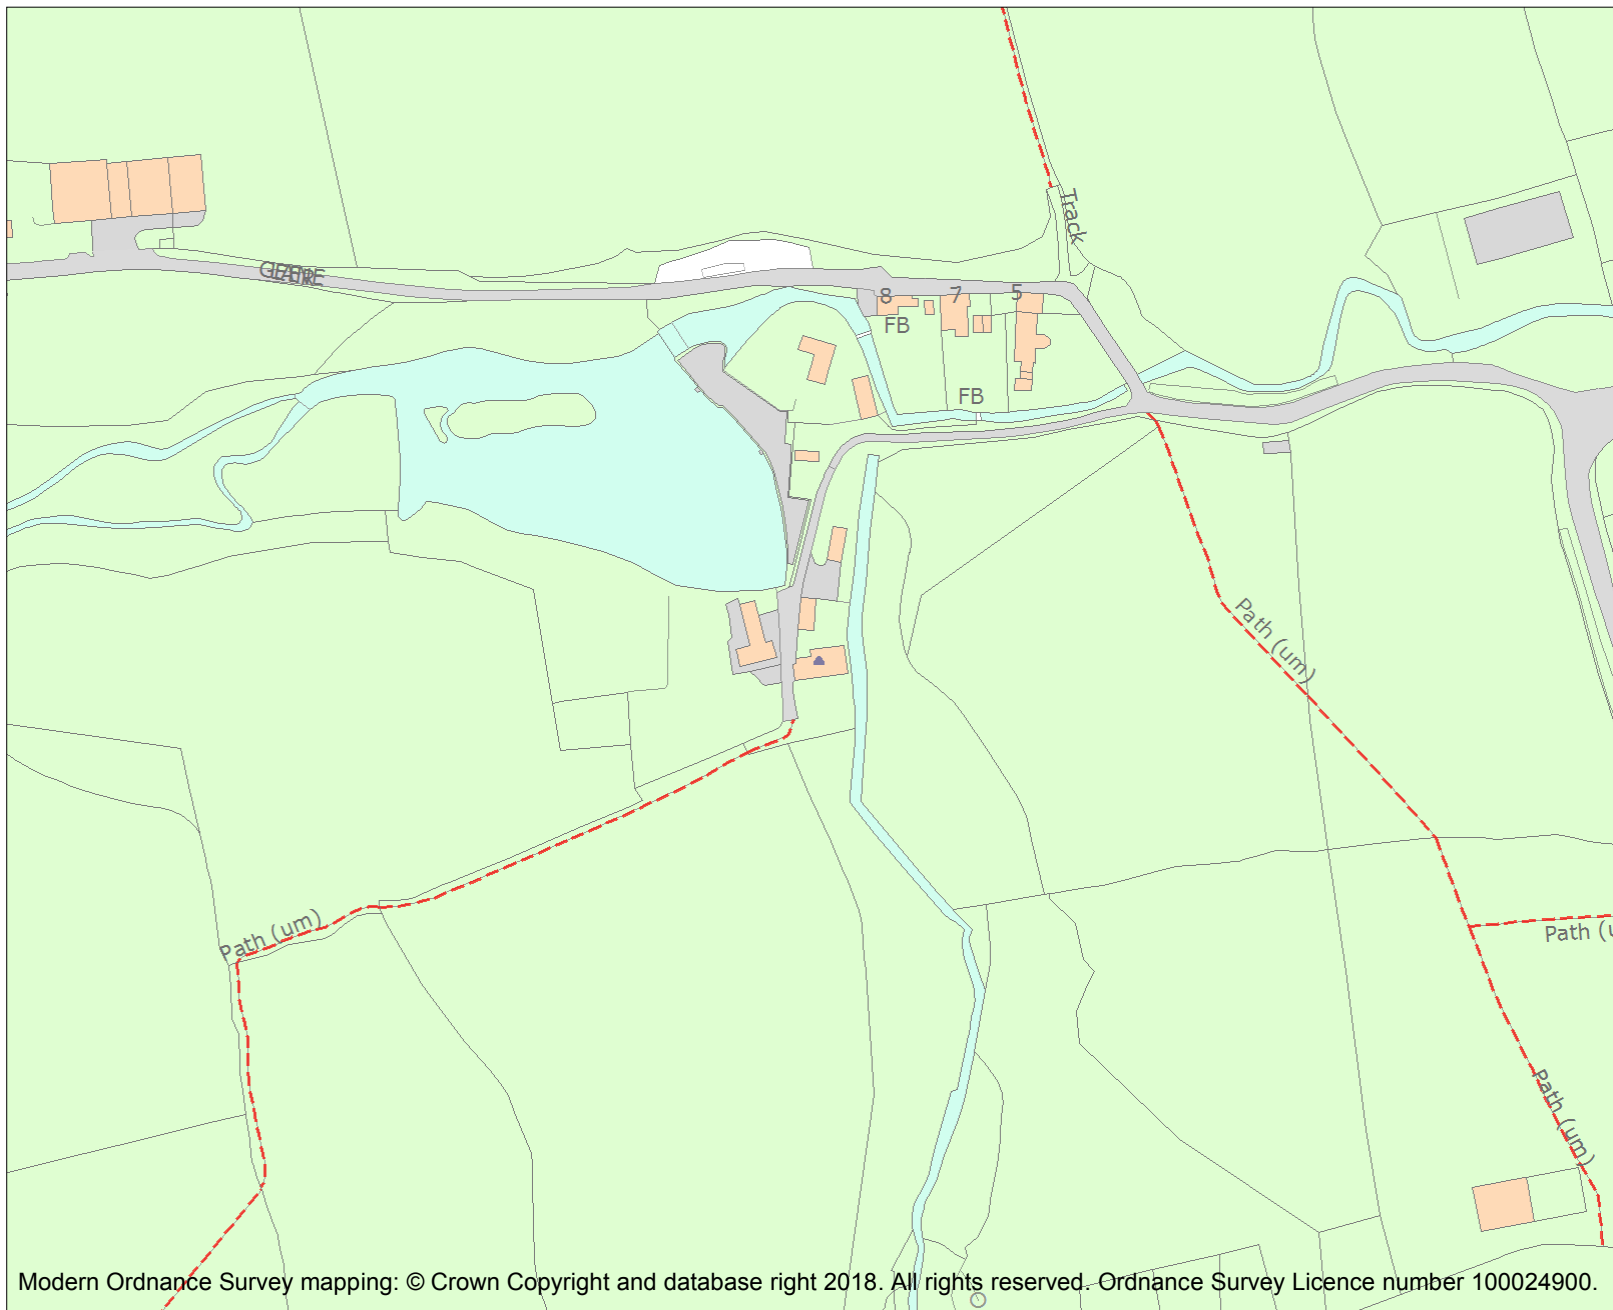 Track
8
7
5
FB
FB
Path (um)
Path (um)
Path (u
Path (um)
Modern Ordnance Survey mapping: © Crown Copyright and database right 2018. All rights reserved. Ordnance Survey Licence number 100024900.